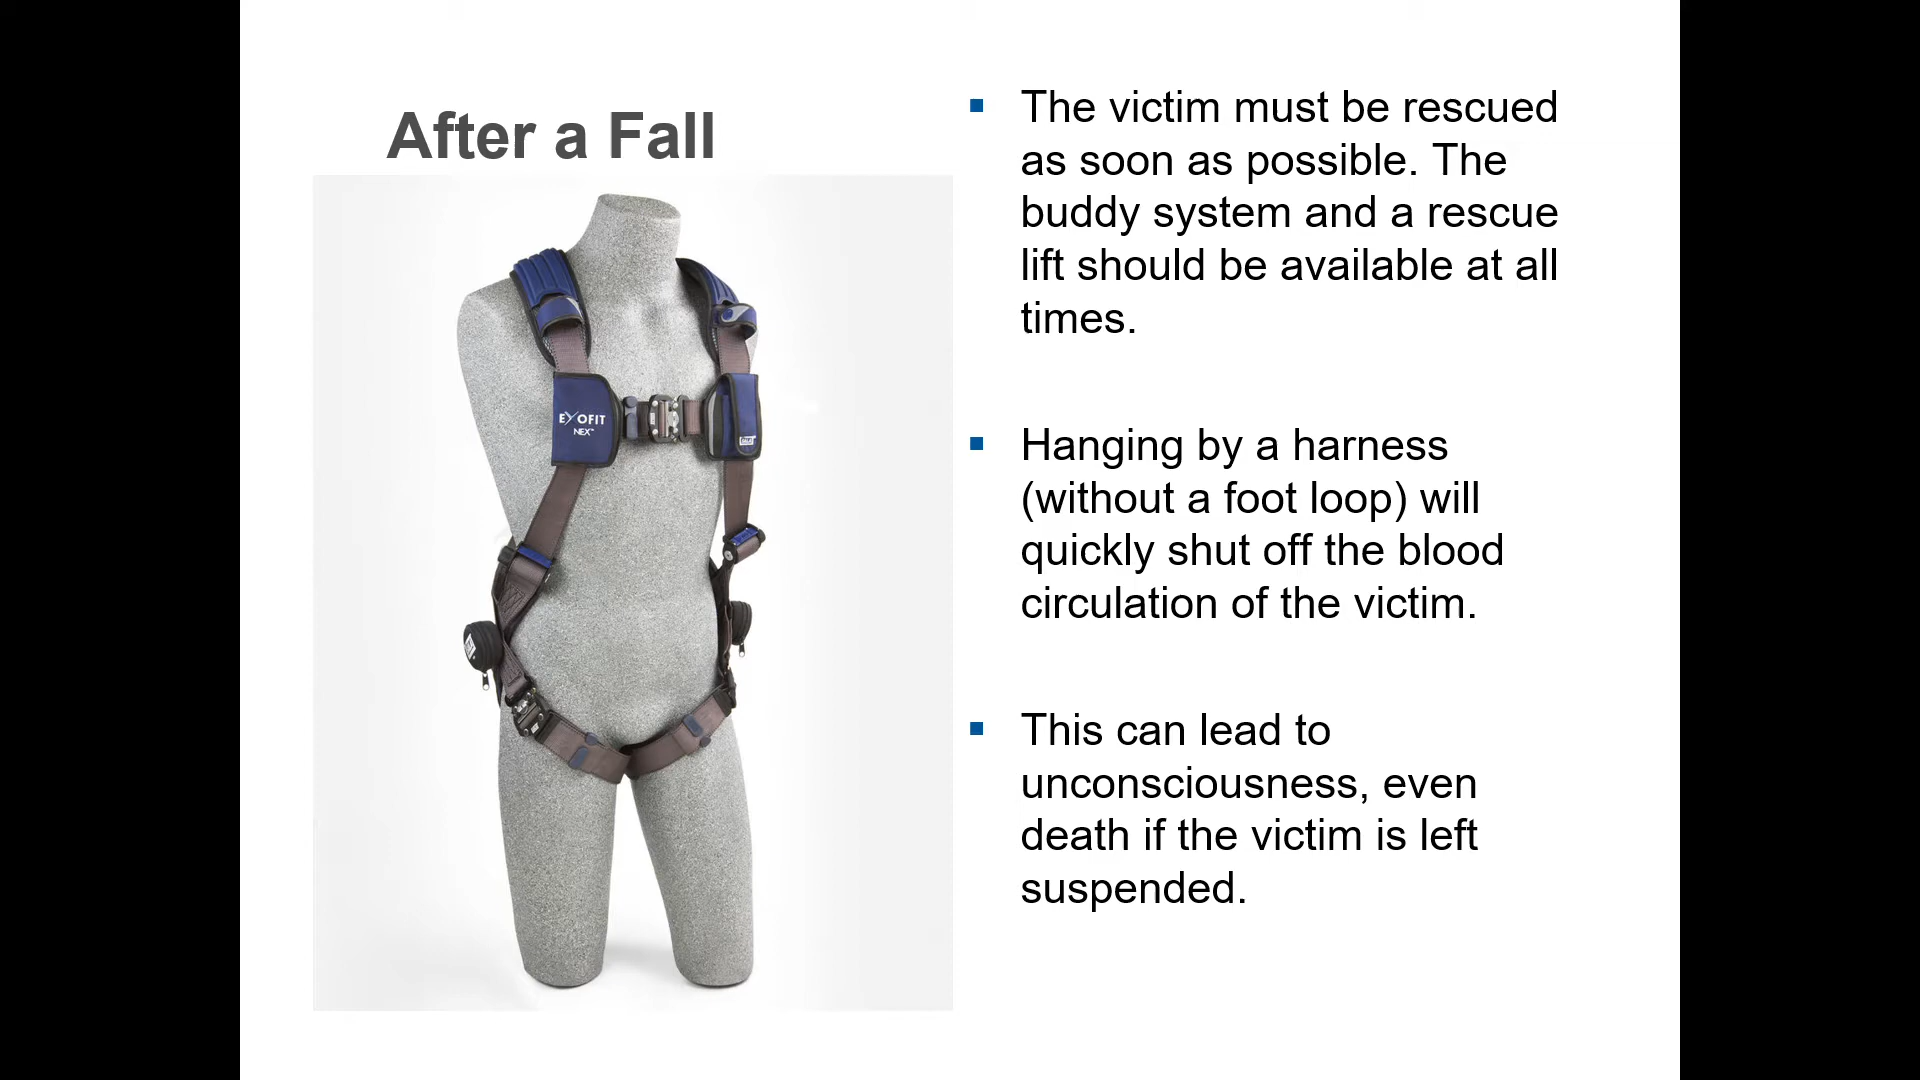 After a Fall
EXOFIT
NEX™
The victim must be rescued
as soon as possible. The
buddy system and a rescue
lift should be available at all
times.
Hanging by a harness
(without a foot loop) will
quickly shut off the blood
circulation of the victim.
This can lead to
unconsciousness, even
death if the victim is left
suspended.